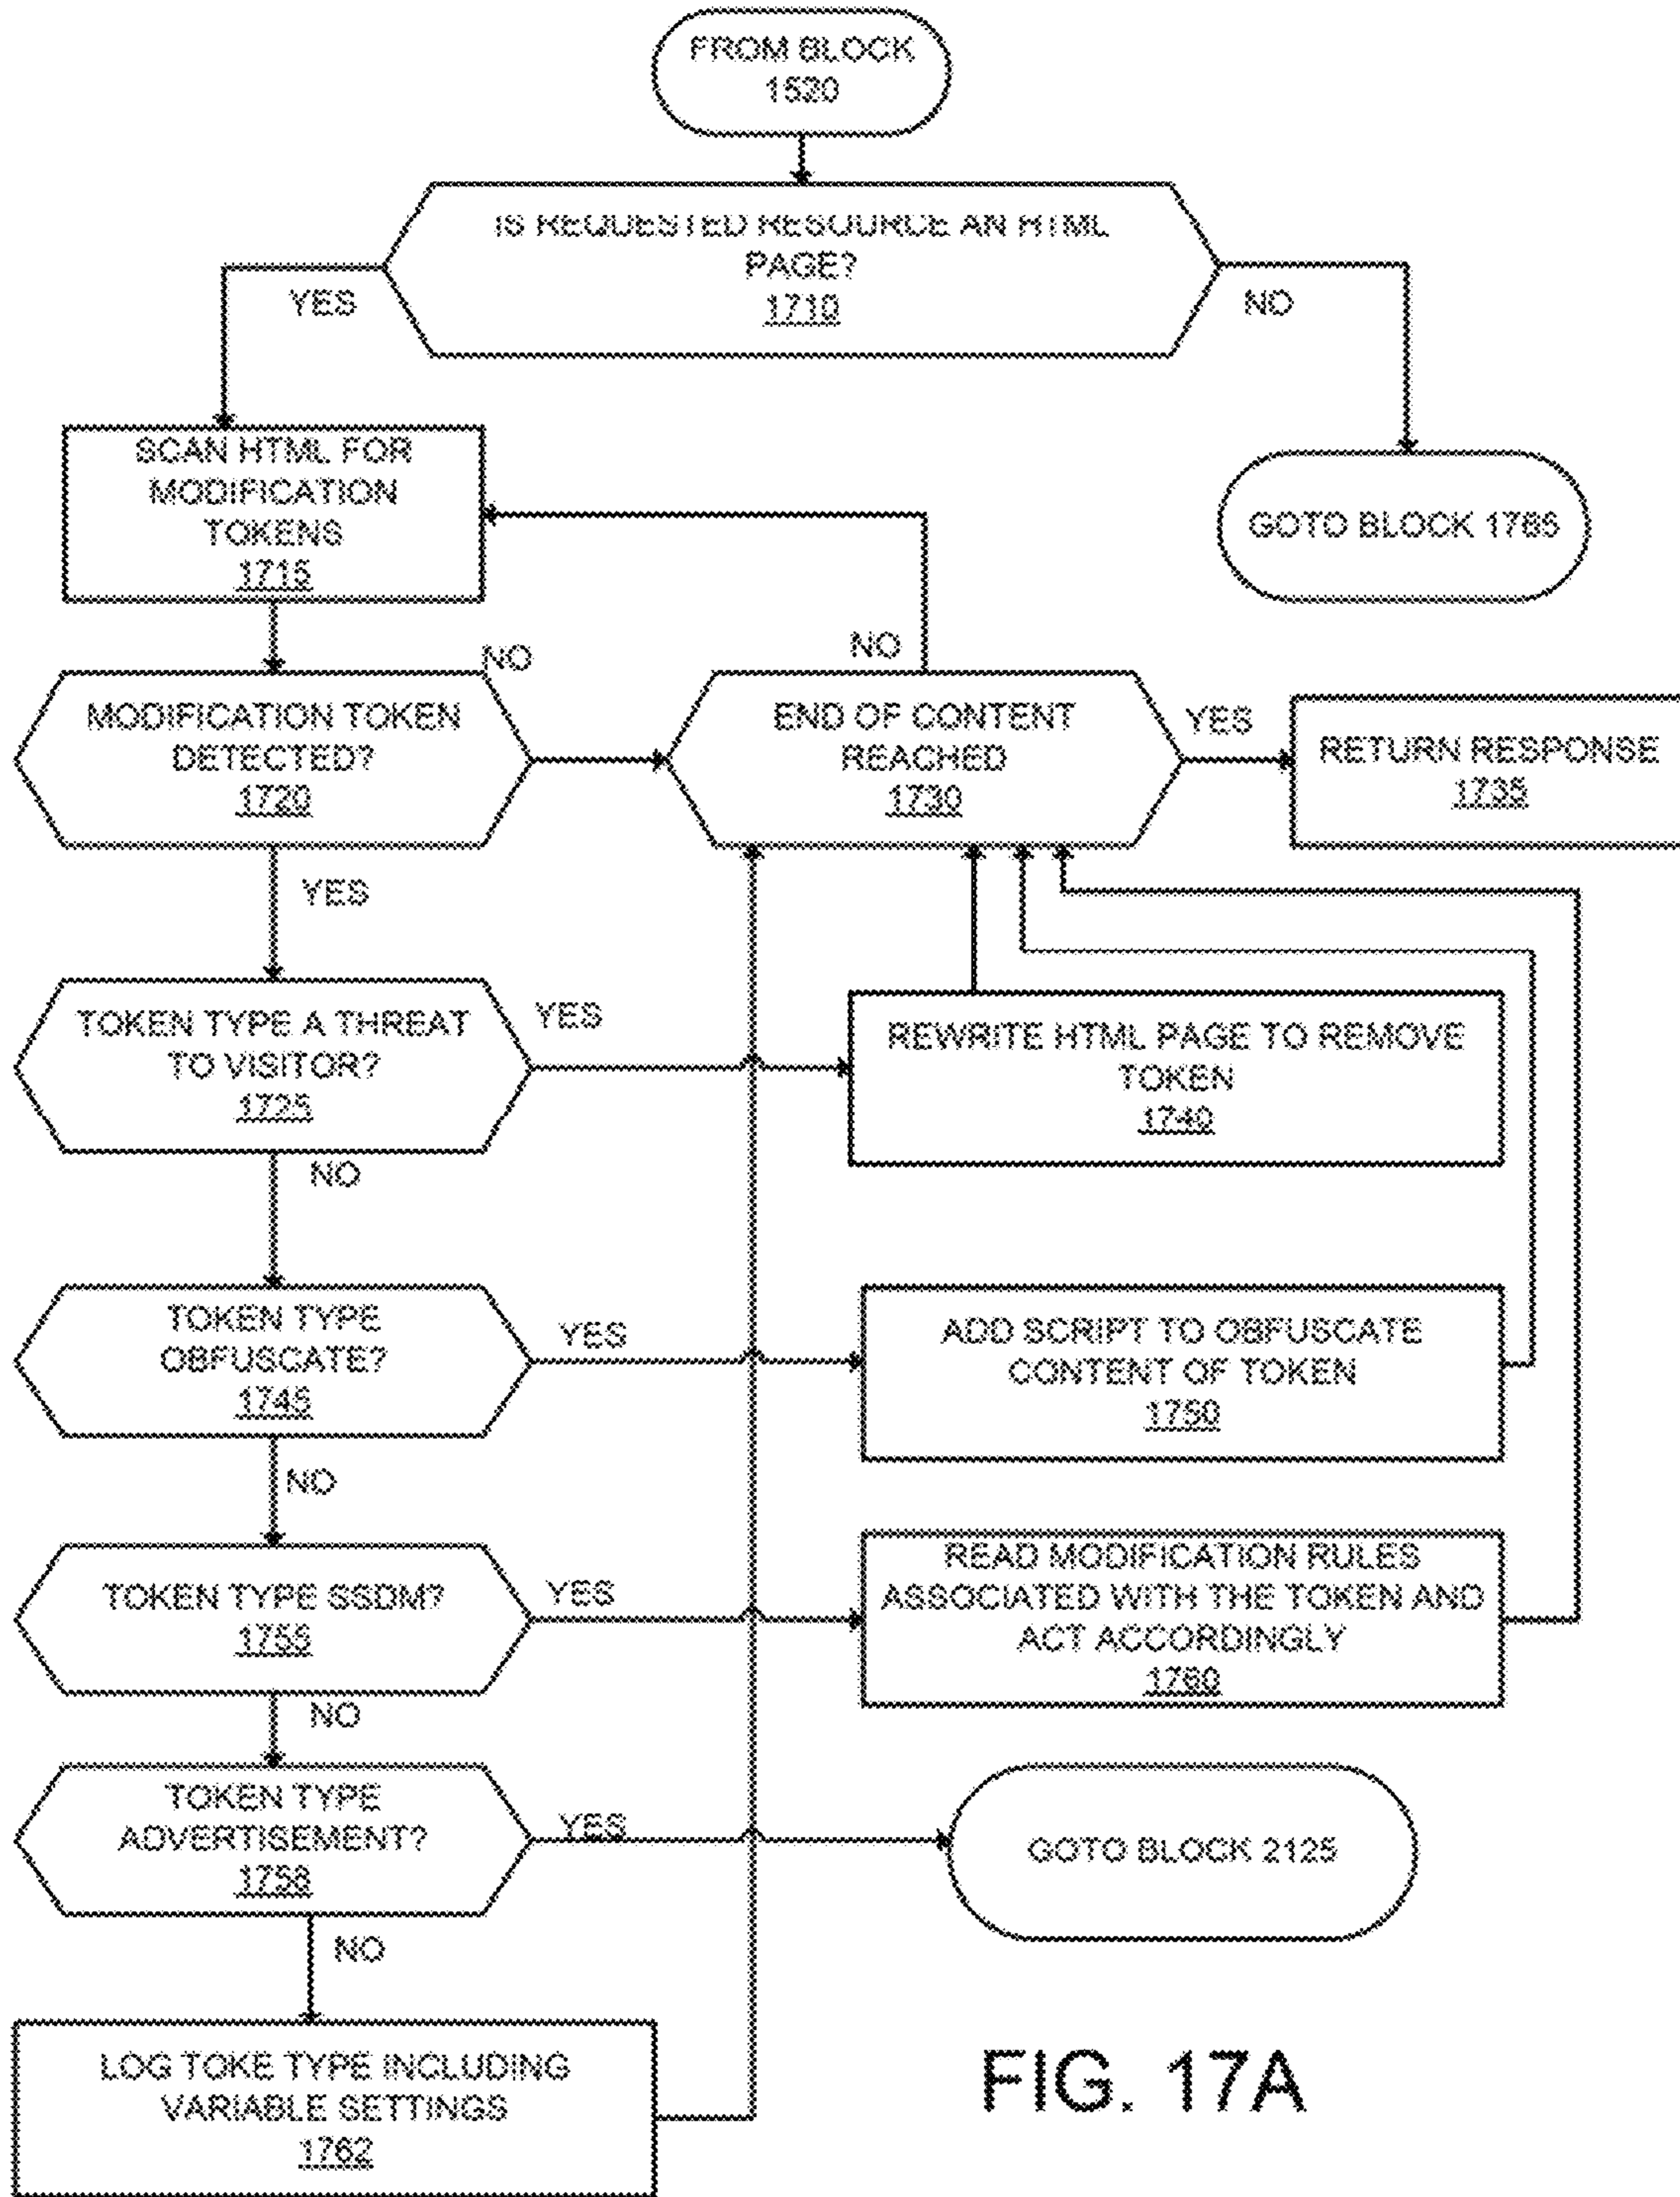 FROM BLOCK
1520
IS REQUESTED RESOURCE AN HTML
PAGE?
1710
YES
NO
SCAN HTML FOR
MODIFICATION
TOKENS
1715
GOTO BLOCK 1765
NO
NO
MODIFICATION TOKEN
DETECTED?
1720
END OF CONTENT
REACHED
1730
YES
RETURN RESPONSE
1735
YES
TOKEN TYPE A THREAT
TO VISITOR?
1725
YES
REWRITE HTML PAGE TO REMOVE
TOKEN
1740
NO
TOKEN TYPE
OBFUSCATE?
1745
YES
ADD SCRIPT TO OBFUSCATE
CONTENT OF TOKEN
1750
NO
TOKEN TYPE SSDM?
1755
YES
READ MODIFICATION RULES
ASSOCIATED WITH THE TOKEN AND
ACT ACCORDINGLY
1760
NO
TOKEN TYPE
ADVERTISEMENT?
1758
YES
GOTO BLOCK 2125
NO
LOG TOKE TYPE INCLUDING
VARIABLE SETTINGS
1762
FIG. 17A